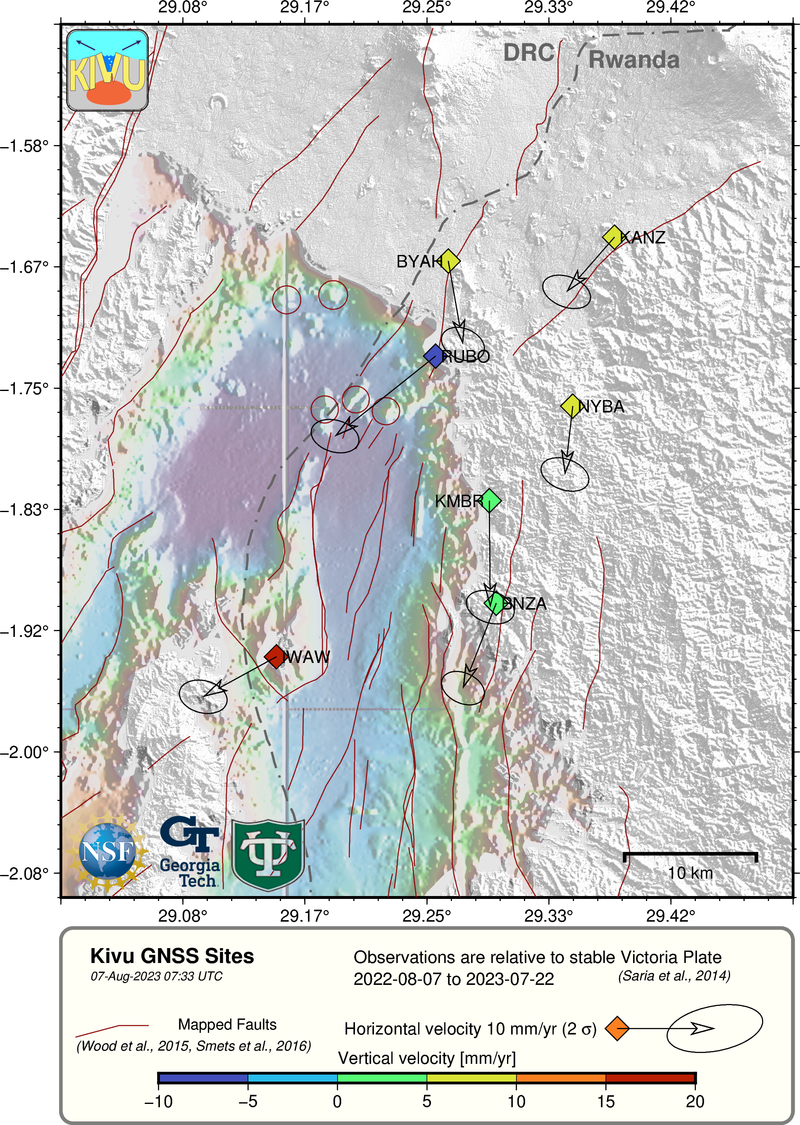 29.08° 29.17° 29.25° 29.33° 29.42°
KIVU
DRC
Rwanda
−1.58°
KANZ
BYAH
−1.67°
RUBO
−1.75°
NYBA
KMBR
−1.83°
BNZA
−1.92°
IWAW
−2.00°
NSF
GT
Georgia
Tech
−2.08°
10 km
29.08° 29.17° 29.25° 29.33° 29.42°
Kivu GNSS Sites
07-Aug-2023 07:33 UTC
Observations are relative to stable Victoria Plate
2022-08-07 to 2023-07-22 (Saria et al., 2014)
Mapped Faults
(Wood et al., 2015, Smets et al., 2016)
Horizontal velocity 10 mm/yr (2 σ)
Vertical velocity [mm/yr]
−10 −5 0 5 10 15 20